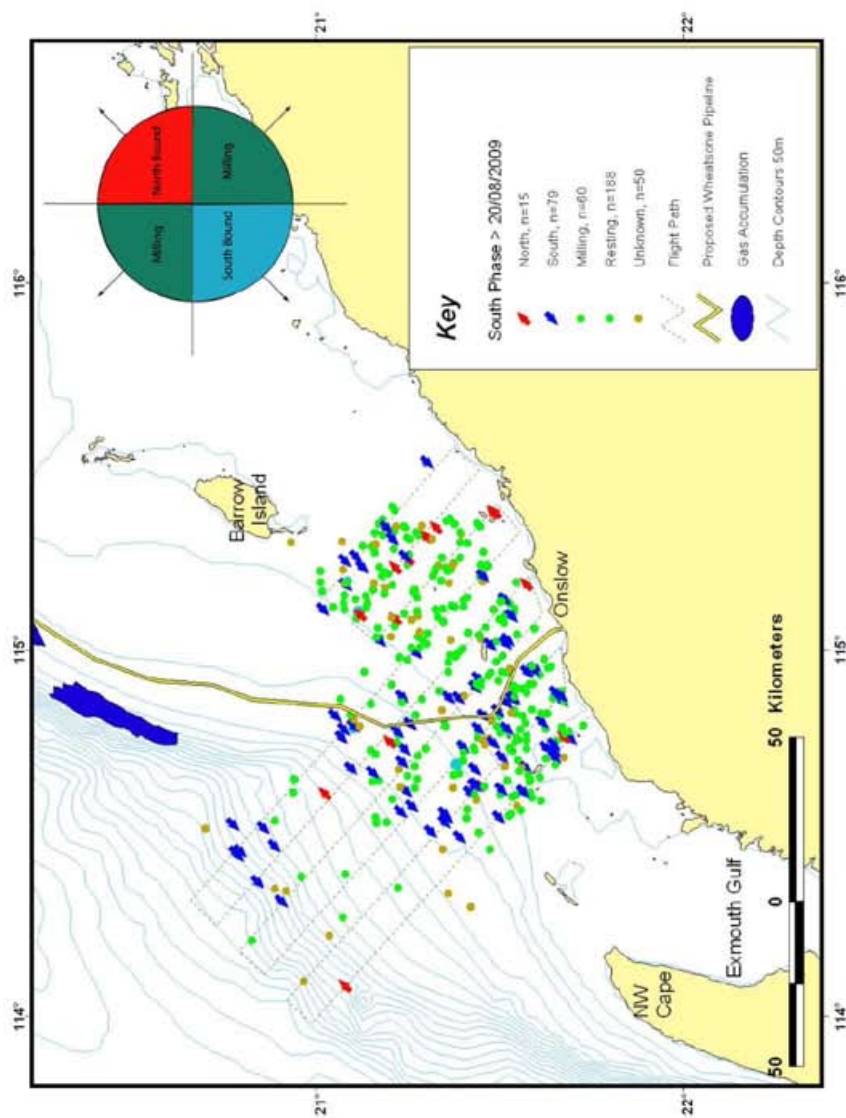 114°
115°
116°
21°
22°
21°
22°
Milling
North Bound
South Bound
Milling
Barrow
Island
Onslow
NW
Cape
Exmouth Gulf
50
0
50
Kilometers
Key
South Phase > 20/08/2009
North, n=15
South, n=79
Milling, n=60
Resting, n=188
Unknown, n=50
Flight Path
Proposed Wheatsone Pipeline
Gas Accumulation
Depth Contours 50m
114°
115°
116°